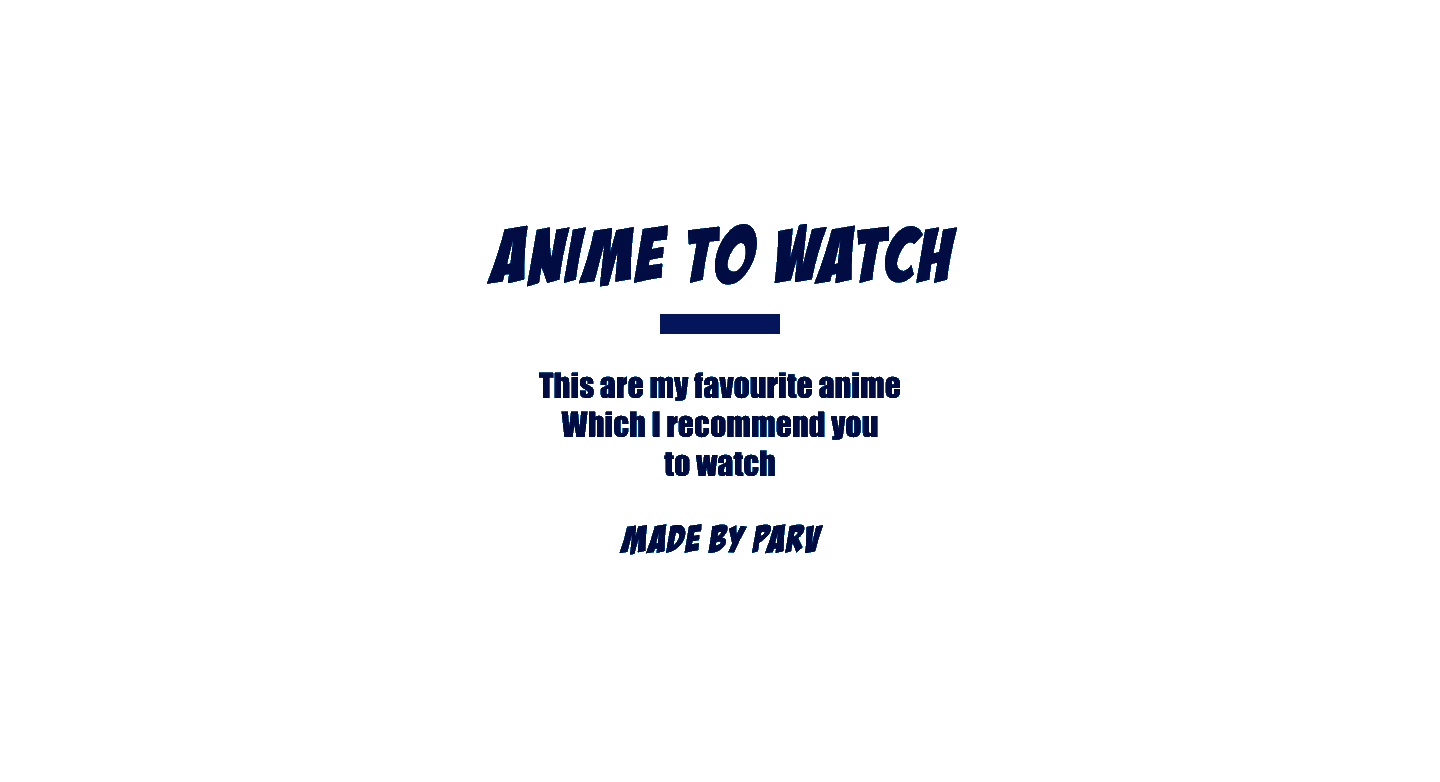 ANIME TO WATCH
This are my favourite anime
Which I recommend you
to watch
MADE BY PARV